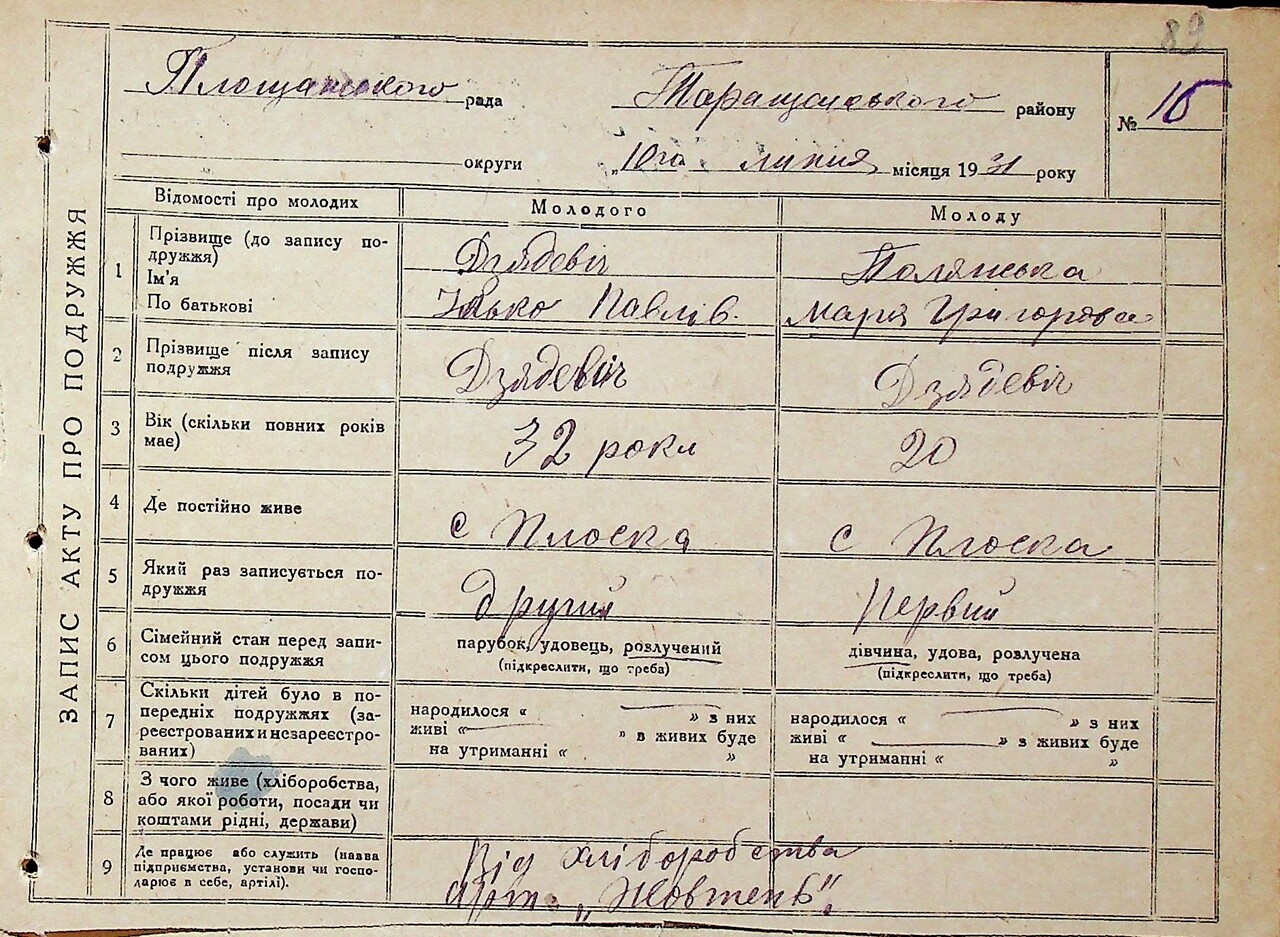 89
Площанського рада Таращанського району № 16
округи „10го липня місяця 1931 року
ЗАПИС АКТУ ПРО ПОДРУЖЖЯ
Відомості про молодих Молодого Молоду
1 Прізвище (до запису подружжя) Дзядевіч Полянська
Ім'я
По батькові Ілько Павлів. Марія Григорова
2 Прізвище після запису подружжя Дзядевіч Дзядевіч
3 Вік (скільки повних років має) 32 роки 20
4 Де постійно живе с Плоска с Плоска
5 Який раз записується подружжя другий Первий
6 Сімейний стан перед записом цього подружжя парубок, удовець, розлучений дівчина, удова, розлучена
(підкреслити, що треба) (підкреслити, що треба)
7 Скільки дітей було в попередніх подружжях (зареєстрованих и незареєстрованих) народилося « » з них народилося « » з них
живі « » в живих буде живі « » з живих буде
на утриманні « » на утриманні « »
8 З чого живе (хліборобства, або якої роботи, посади чи коштами рідні, держави)
Від хліборобства
9 Де працює або служить (назва підприємства, установи чи господарює в себе, артілі).
арт. „Жовтень".